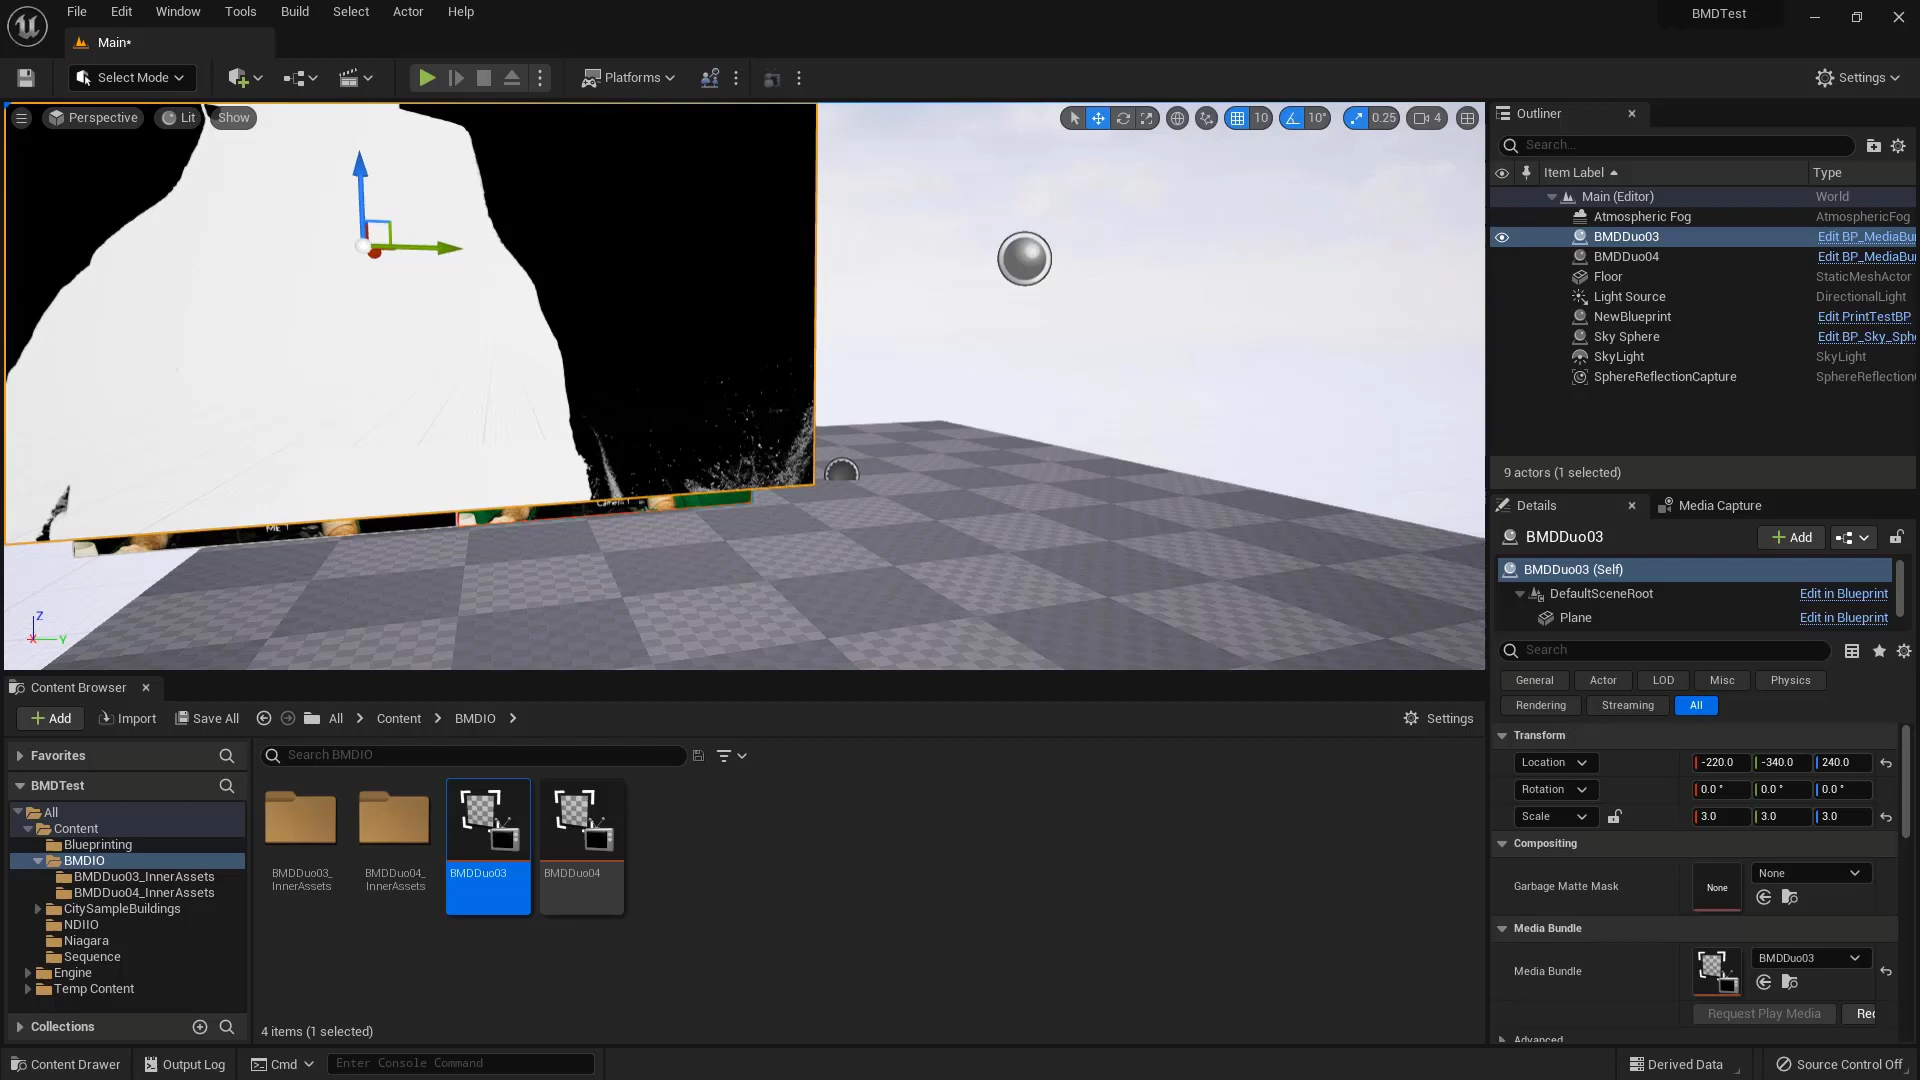 File Edit Window Tools Build Select Actor Help
BMDTest
Main*
Select Mode
Platforms
Settings
Perspective
Lit
Show
10
10°
0.25
4
Z
Y
X
Outliner
Search...
Item Label
Type
Main (Editor)
World
Atmospheric Fog
AtmosphericFog
BMDDuo03
Edit BP_MediaBu
BMDDuo04
Edit BP_MediaBu
Floor
StaticMeshActor
Light Source
DirectionalLight
NewBlueprint
Edit PrintTestBP
Sky Sphere
Edit BP_Sky_Sph
SkyLight
SkyLight
SphereReflectionCapture
SphereReflection
9 actors (1 selected)
Details
Media Capture
BMDDuo03
Add
BMDDuo03 (Self)
DefaultSceneRoot
Edit in Blueprint
Plane
Edit in Blueprint
Search
General
Actor
LOD
Misc
Physics
Rendering
Streaming
All
Transform
Location
-220.0
-340.0
240.0
Rotation
0.0 °
0.0 °
0.0 °
Scale
3.0
3.0
3.0
Compositing
Garbage Matte Mask
None
None
Media Bundle
Media Bundle
BMDDuo03
Request Play Media
Rec
Advanced
Content Browser
Add
Import
Save All
All
Content
BMDIO
Settings
Favorites
BMDTest
All
Content
Blueprinting
BMDIO
BMDDuo03_InnerAssets
BMDDuo04_InnerAssets
CitySampleBuildings
NDIIO
Niagara
Sequence
Engine
Temp Content
Collections
Search BMDIO
BMDDuo03_
InnerAssets
BMDDuo04_
InnerAssets
BMDDuo03
BMDDuo04
4 items (1 selected)
Content Drawer
Output Log
Cmd
Enter Console Command
Derived Data
Source Control Off